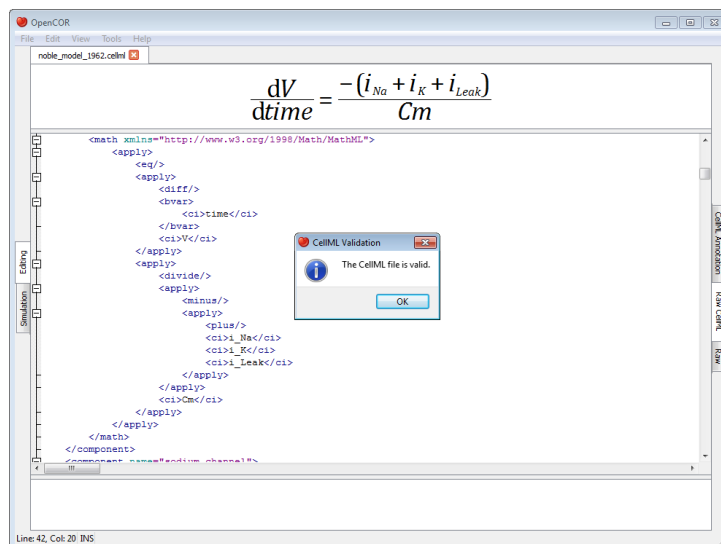 OpenCOR
File Edit View Tools Help
noble_model_1962.cellml
dV
dtime
=
−(i_Na + i_K + i_Leak)
Cm
<math xmlns="http://www.w3.org/1998/Math/MathML">
<apply>
<eq/>
<apply>
<diff/>
<bvar>
<ci>time</ci>
</bvar>
<ci>V</ci>
</apply>
<apply>
<divide/>
<apply>
<minus/>
<apply>
<plus/>
<ci>i_Na</ci>
<ci>i_K</ci>
<ci>i_Leak</ci>
</apply>
</apply>
<ci>Cm</ci>
</apply>
</apply>
</math>
</component>
<component name="sodium_channel">
CellML Validation
The CellML file is valid.
OK
Editing
Simulation
CellML Annotation
Raw CellML
Raw
Line: 42, Col: 20 INS